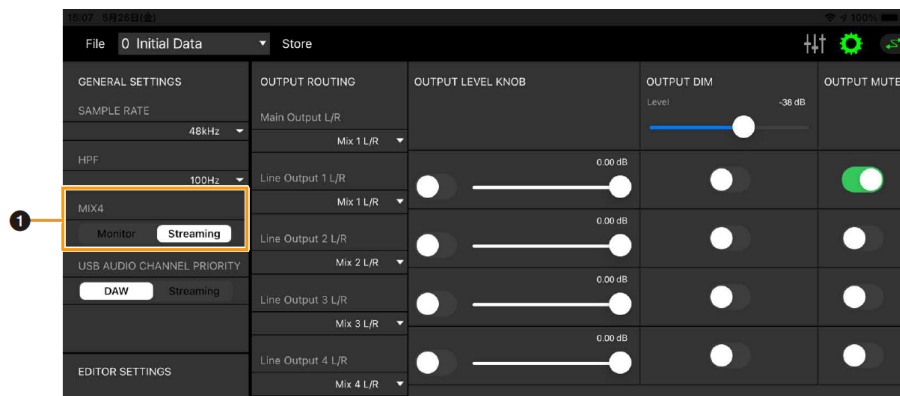 15:07 5月26日(金)
100%
File 0 Initial Data Store
GENERAL SETTINGS
SAMPLE RATE
48kHz
HPF
100Hz
MIX4
Monitor Streaming
USB AUDIO CHANNEL PRIORITY
DAW Streaming
EDITOR SETTINGS
OUTPUT ROUTING
Main Output L/R
Mix 1 L/R
Line Output 1 L/R
Mix 1 L/R
Line Output 2 L/R
Mix 2 L/R
Line Output 3 L/R
Mix 3 L/R
Line Output 4 L/R
Mix 4 L/R
OUTPUT LEVEL KNOB
0.00 dB
0.00 dB
0.00 dB
0.00 dB
OUTPUT DIM
Level -38 dB
OUTPUT MUTE
1